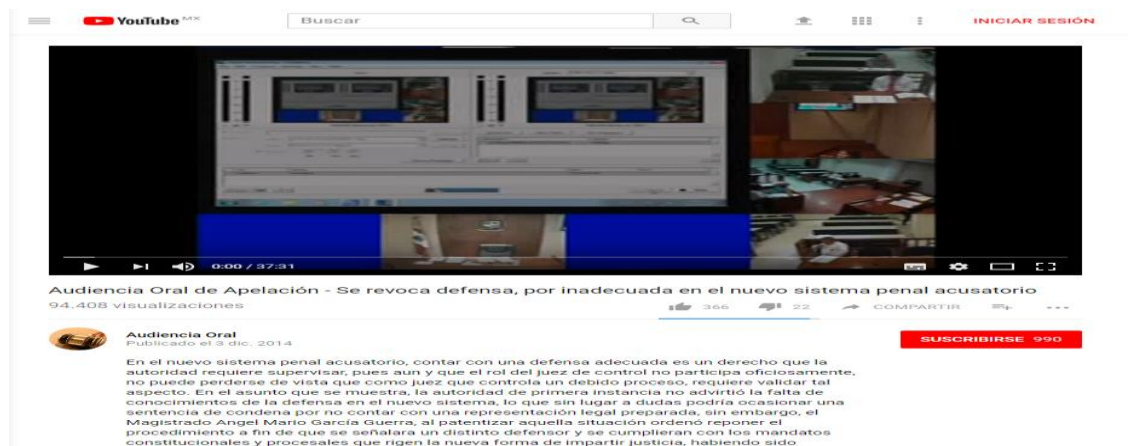 YouTube MX
Buscar
INICIAR SESIÓN
0:00 / 37:31
Audiencia Oral de Apelación - Se revoca defensa, por inadecuada en el nuevo sistema penal acusatorio
94.408 visualizaciones
366
22
COMPARTIR
Audiencia Oral
Publicado el 3 dic. 2014
SUSCRIBIRSE 990
En el nuevo sistema penal acusatorio, contar con una defensa adecuada es un derecho que la
autoridad requiere supervisar, pues aun y que el rol del juez de control no participa oficiosamente,
no puede perderse de vista que como juez que controla un debido proceso, requiere validar tal
aspecto. En el asunto que se muestra, la autoridad de primera instancia no advirtió la falta de
conocimientos de la defensa en el nuevo sistema, lo que sin lugar a dudas podría ocasionar una
sentencia de condena por no contar con una representación legal preparada, sin embargo, el
Magistrado Angel Mario García Guerra, al patentizar aquella situación ordenó reponer el
procedimiento a fin de que se señalara un distinto defensor y se cumplieran con los mandatos
constitucionales y procesales que rigen la nueva forma de impartir justicia, habiendo sido